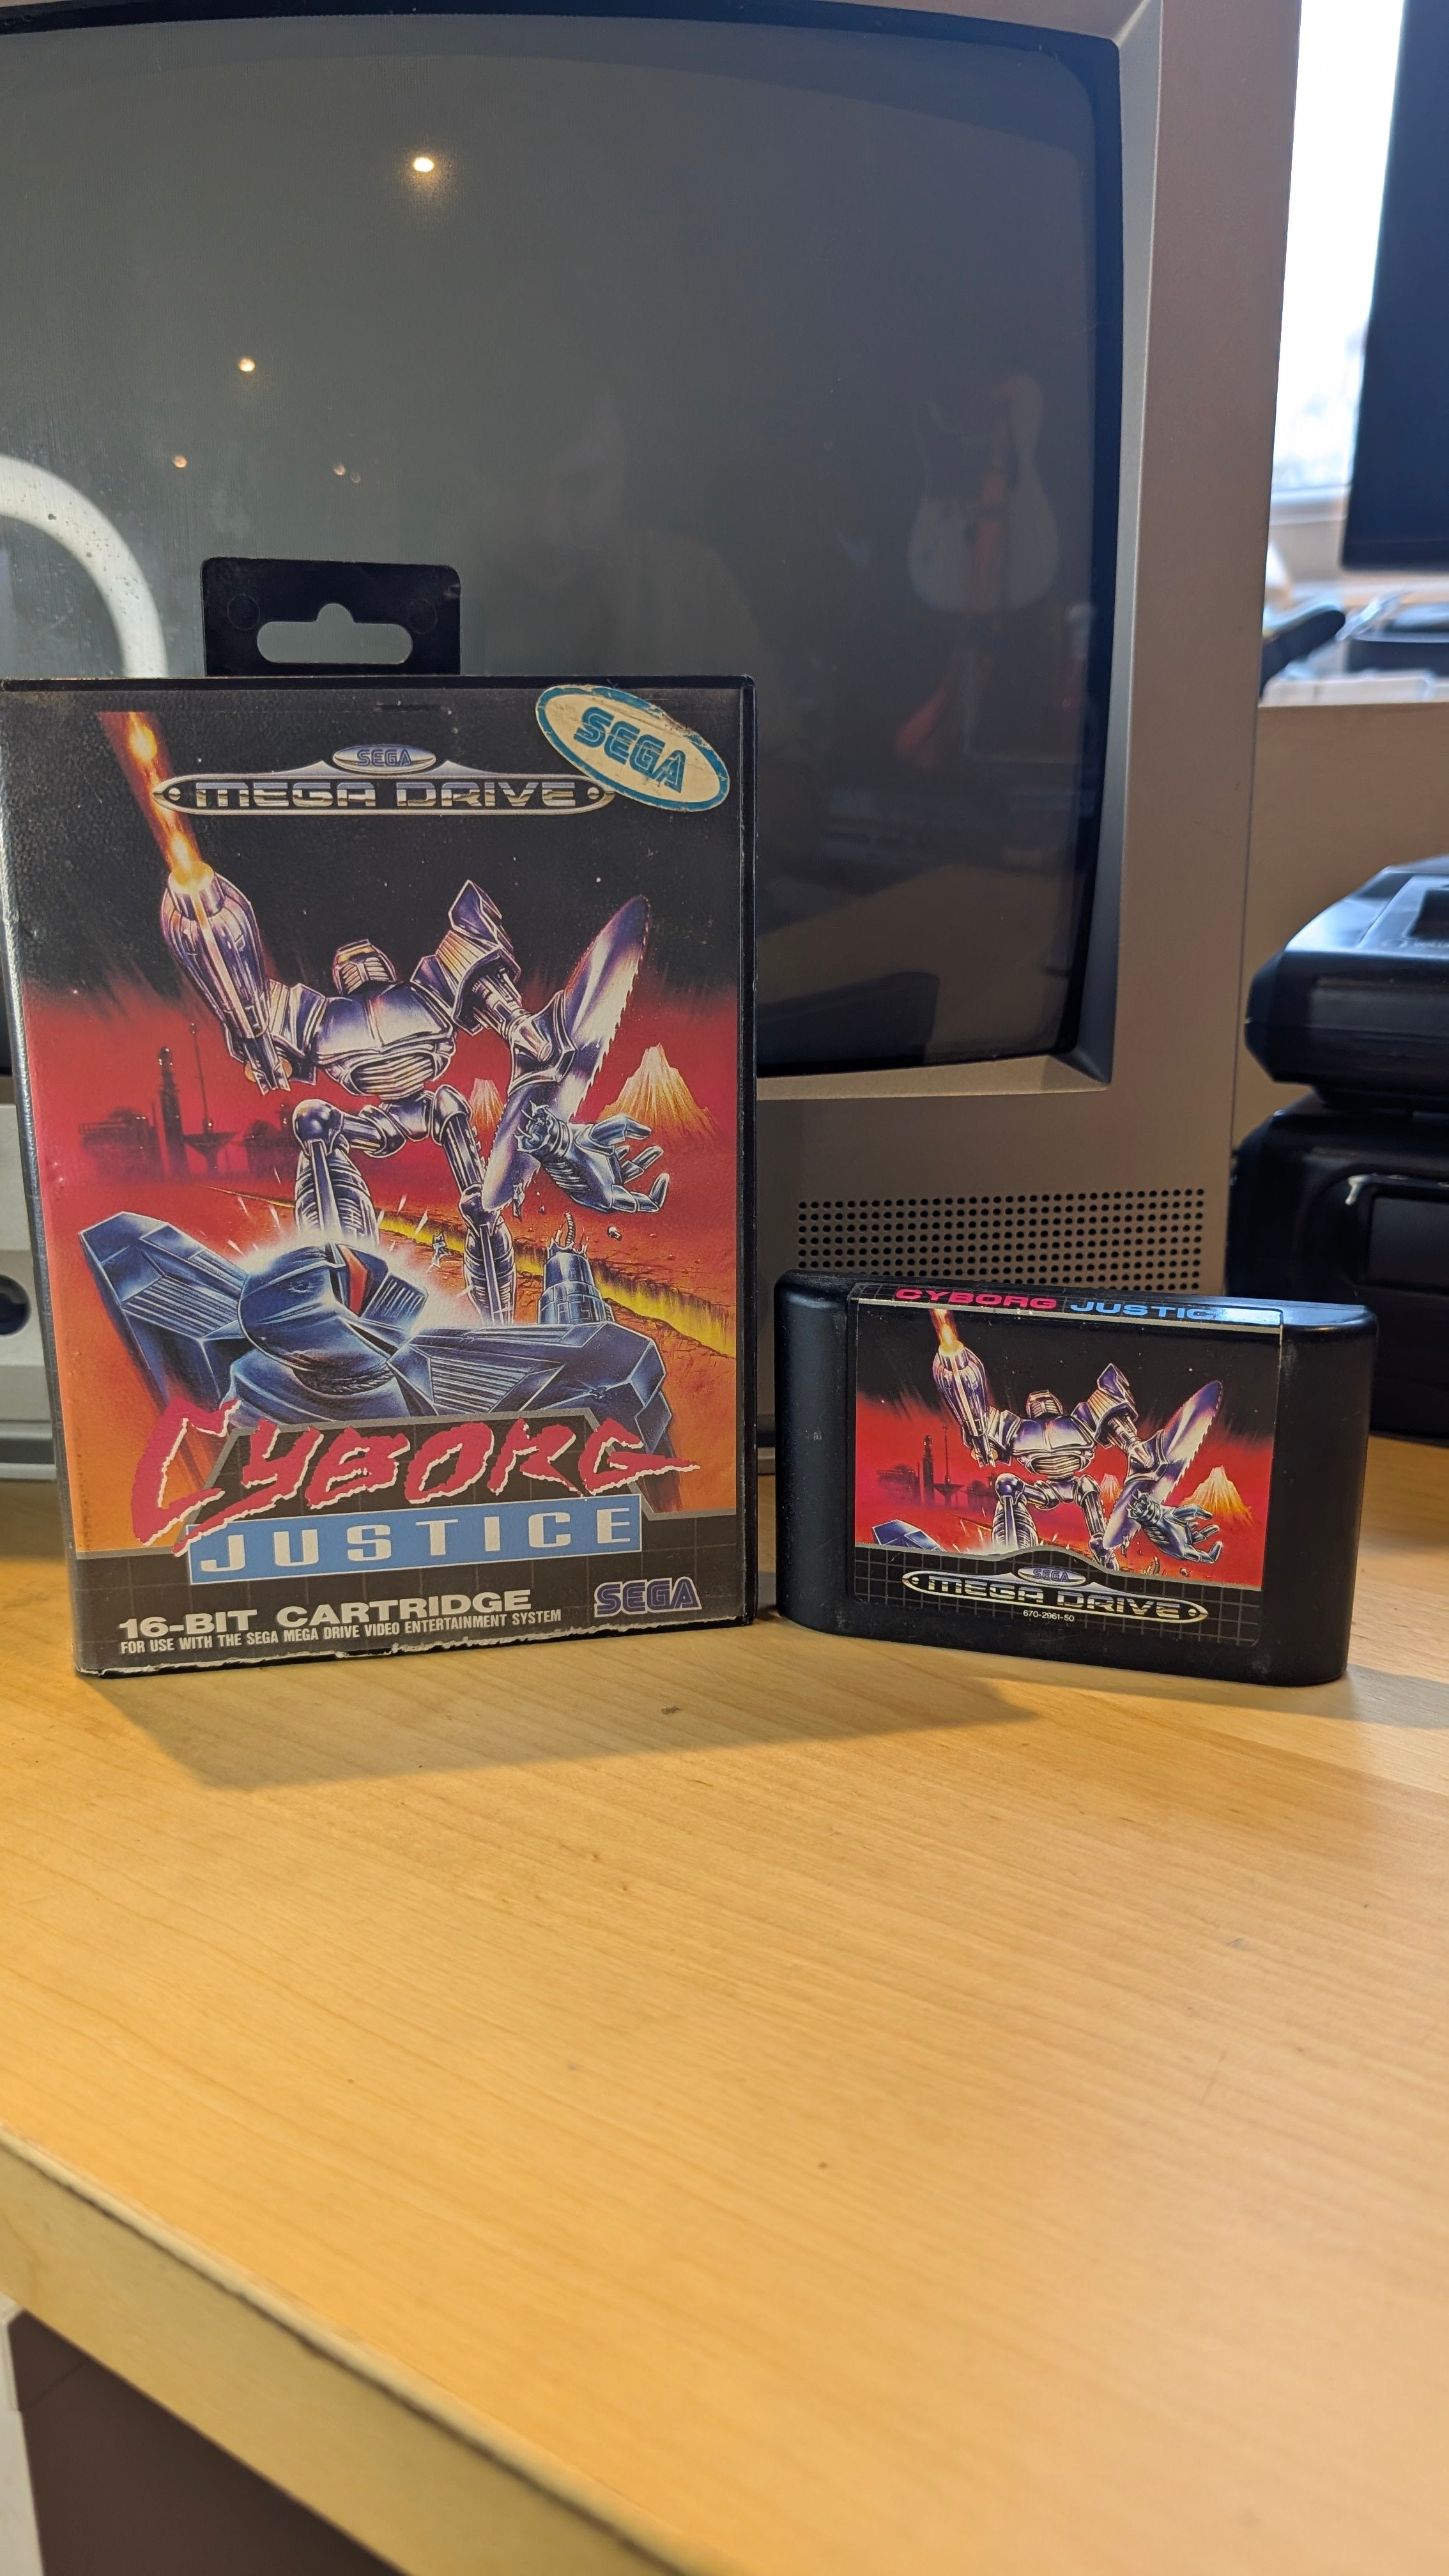 SEGA
SEGA
MEGA DRIVE
CYBORG
JUSTICE
16-BIT CARTRIDGE
FOR USE WITH THE SEGA MEGA DRIVE VIDEO ENTERTAINMENT SYSTEM
SEGA
CYBORG JUSTICE
SEGA
MEGA DRIVE
670-2961-50